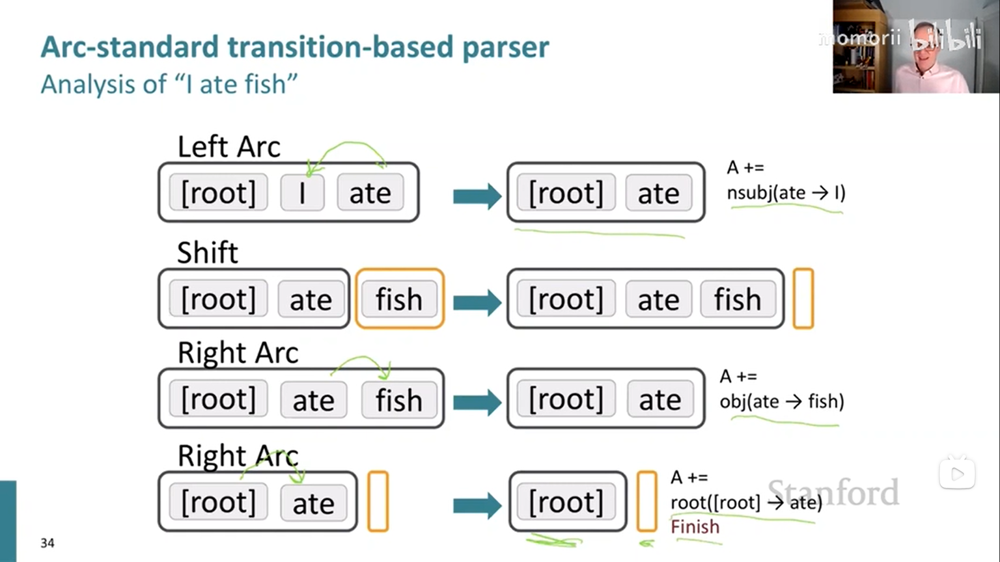 Arc-standard transition-based parser
Analysis of “I ate fish”
momorii bilibili
Left Arc
[root] I ate [root] ate
A +=
nsubj(ate → I)
Shift
[root] ate fish [root] ate fish
Right Arc
[root] ate fish [root] ate
A +=
obj(ate → fish)
Right Arc
[root] ate [root]
A +=
root([root] → ate)
Finish
Stanford
34